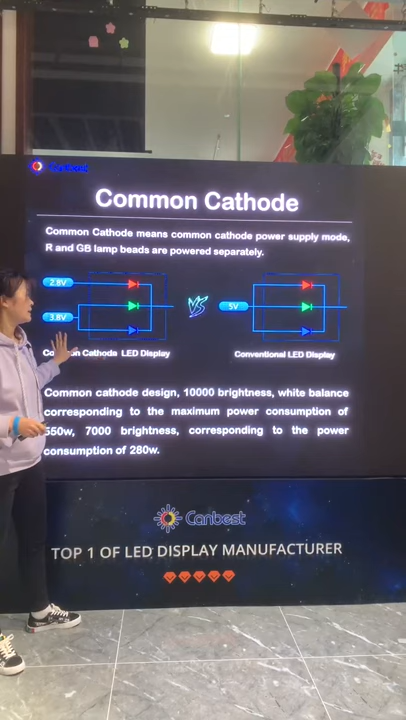 Canbest
Common Cathode
Common Cathode means common cathode power supply mode,
R and GB lamp beads are powered separately.
2.8V
3.8V
VS
5V
Common Cathoda LED Display
Conventional LED Display
Common cathode design, 10000 brightness, white balance
corresponding to the maximum power consumption of
560w, 7000 brightness, corresponding to the power
consumption of 280w.
Canbest
TOP 1 OF LED DISPLAY MANUFACTURER